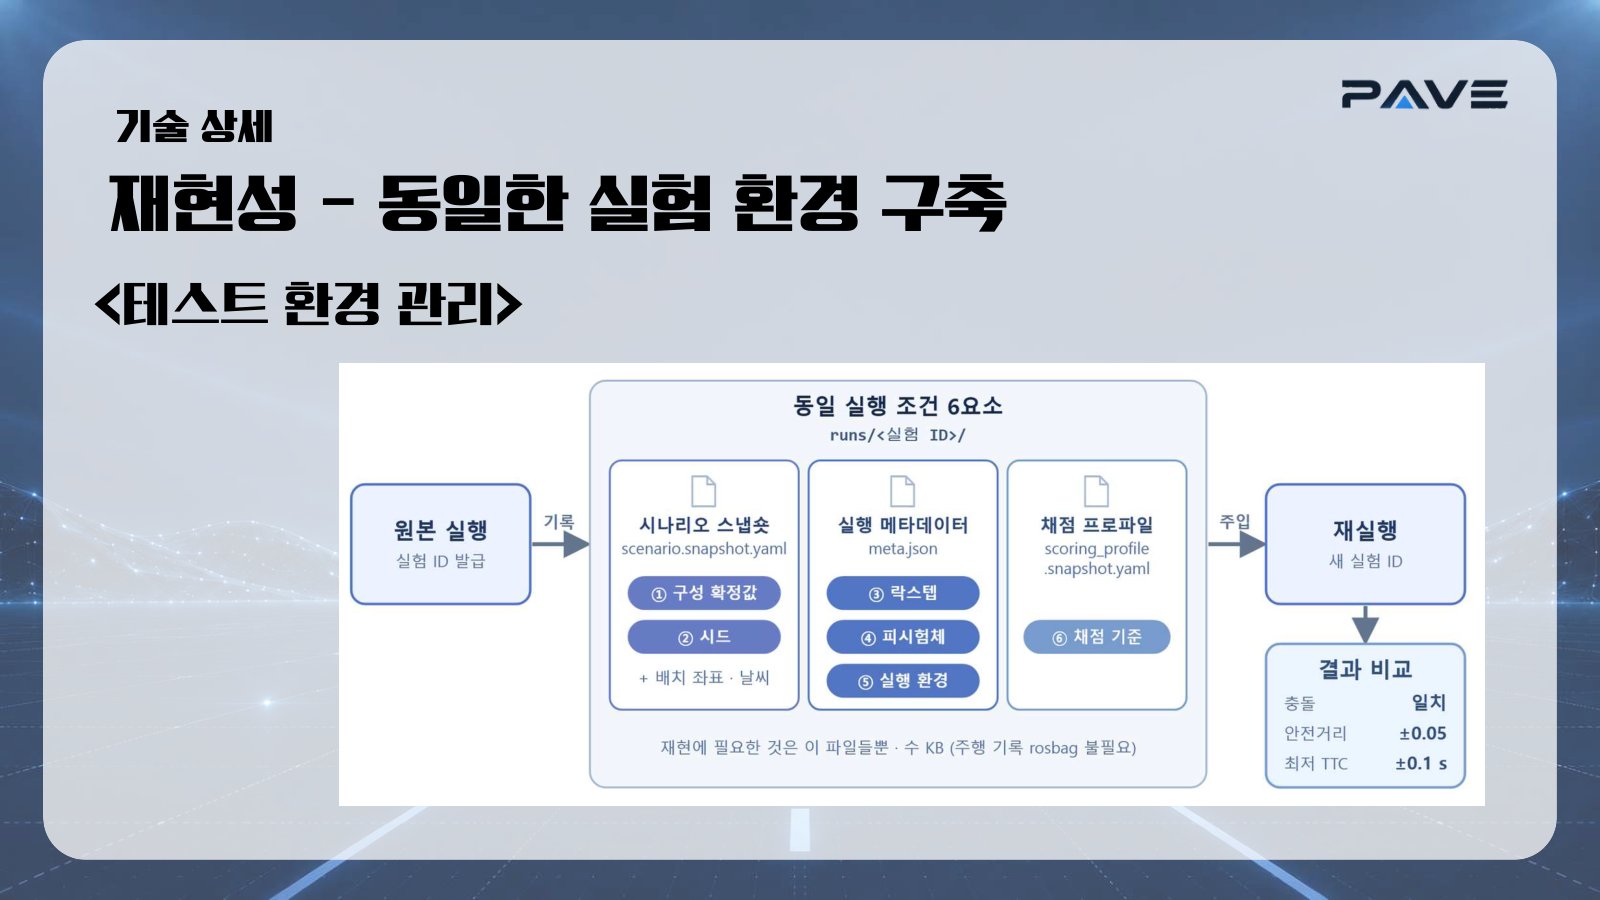 PAVE
기술 상세
재현성 - 동일한 실험 환경 구축
<테스트 환경 관리>
동일 실행 조건 6요소
runs/<실험 ID>/
원본 실행
실험 ID 발급
기록
시나리오 스냅숏
scenario.snapshot.yaml
① 구성 확정값
② 시드
+ 배치 좌표 · 날씨
실행 메타데이터
meta.json
③ 락스텝
④ 피시험체
⑤ 실행 환경
채점 프로파일
scoring_profile
.snapshot.yaml
⑥ 채점 기준
재현에 필요한 것은 이 파일들뿐 · 수 KB (주행 기록 rosbag 불필요)
주입
재실행
새 실험 ID
결과 비교
충돌 일치
안전거리 ±0.05
최저 TTC ±0.1 s